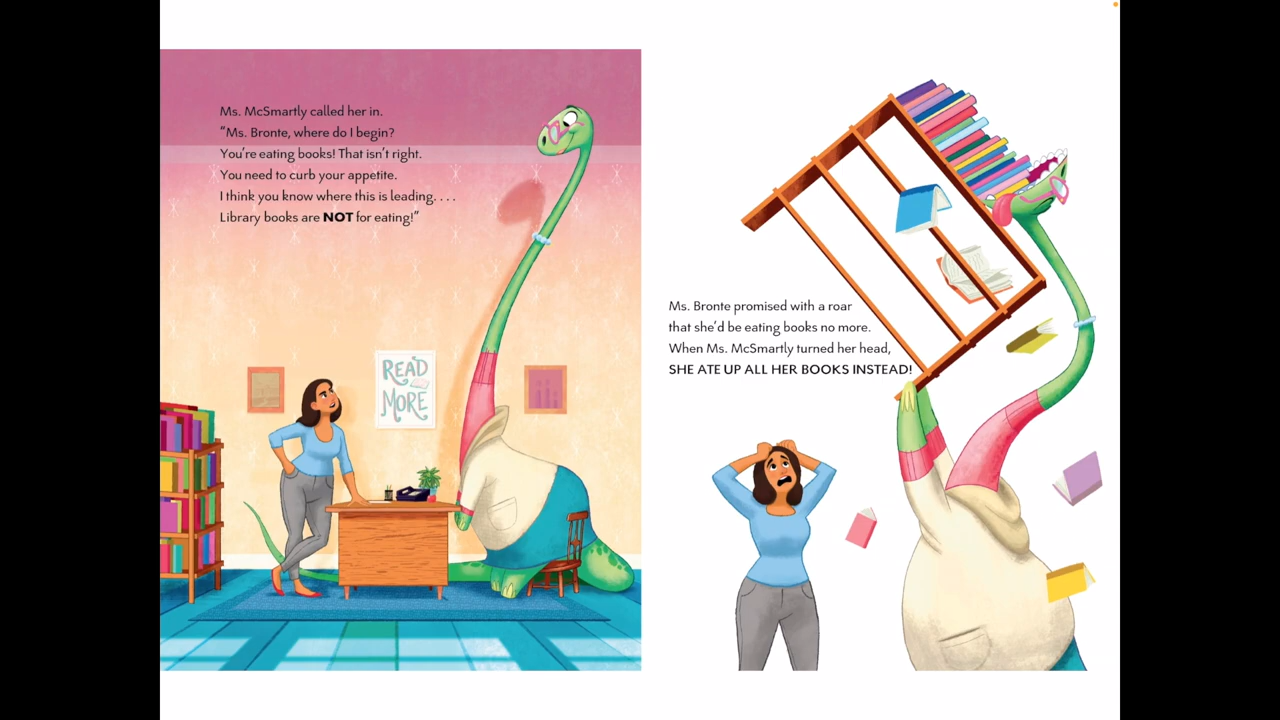 Ms. McSmartly called her in.
“Ms. Bronte, where do I begin?
You’re eating books! That isn’t right.
You need to curb your appetite.
I think you know where this is leading. . . .
Library books are NOT for eating!”
READ
MORE
Ms. Bronte promised with a roar
that she’d be eating books no more.
When Ms. McSmartly turned her head,
SHE ATE UP ALL HER BOOKS INSTEAD!